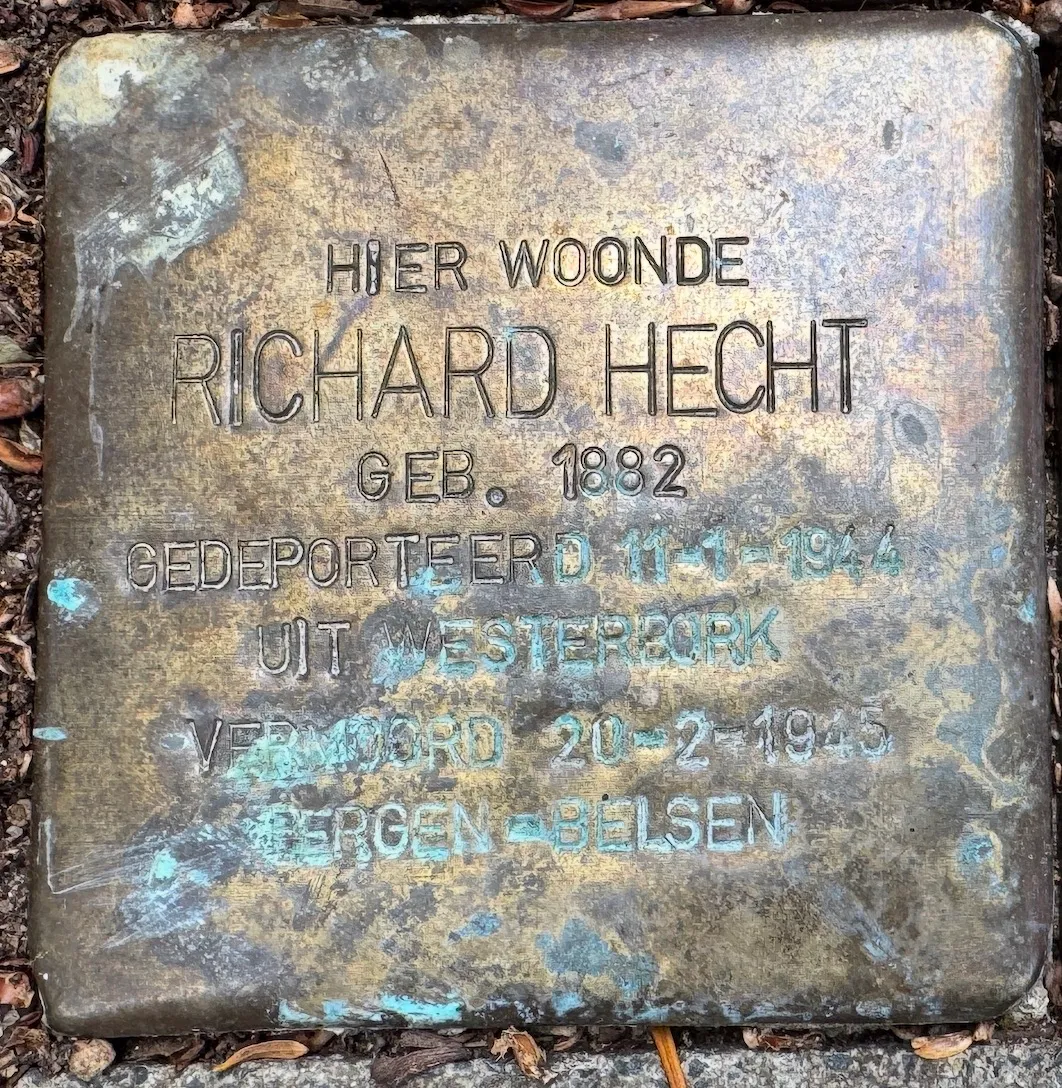 HIER WOONDE
RICHARD HECHT
GEB. 1882
GEDEPORTEERD 11-1-1944
UIT WESTERBORK
VERMOORD 20-2-1945
BERGEN-BELSEN